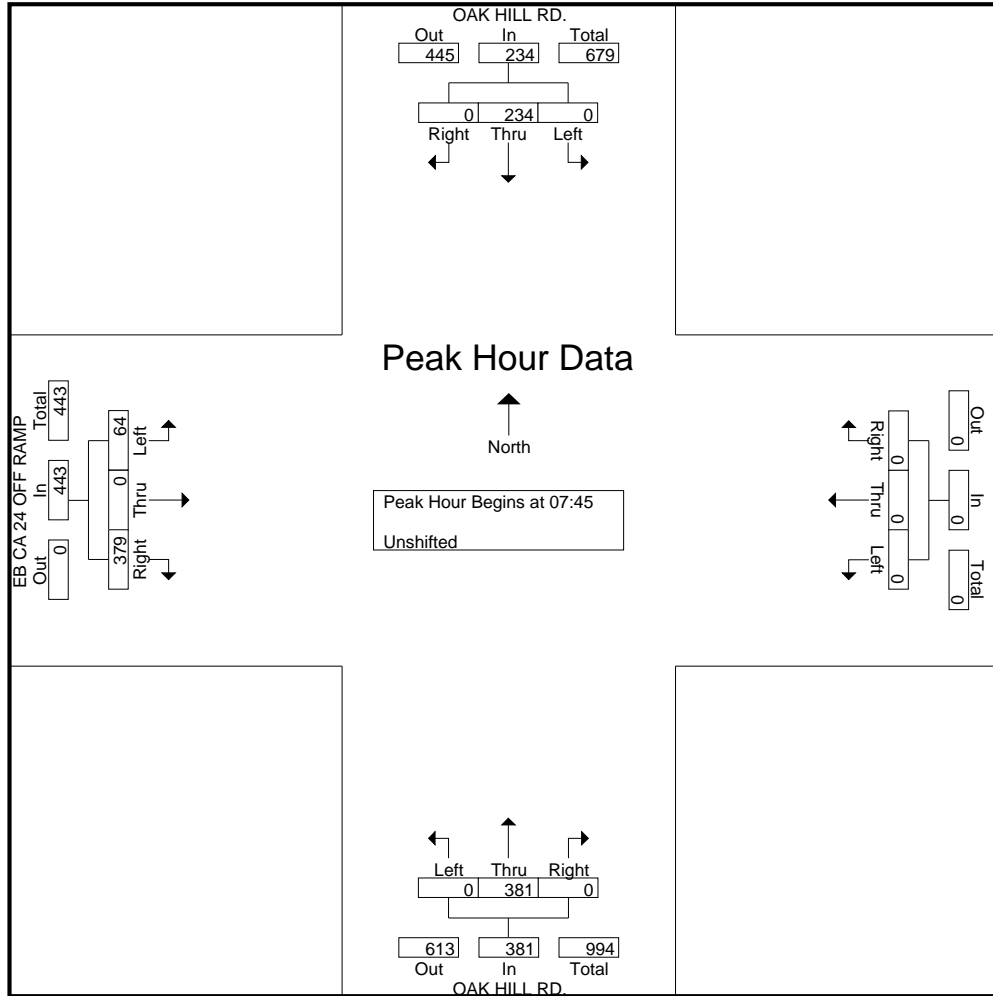 OAK HILL RD.
Out In Total
445 234 679
0 234 0
Right Thru Left
Peak Hour Data
North
Peak Hour Begins at 07:45
Unshifted
EB CA 24 OFF RAMP
Out In Total
0 443 443
379 0 64
Right Thru Left
Right Thru Left
0 0 0
Out In Total
0 0 0
Left Thru Right
0 381 0
613 381 994
Out In Total
OAK HILL RD.